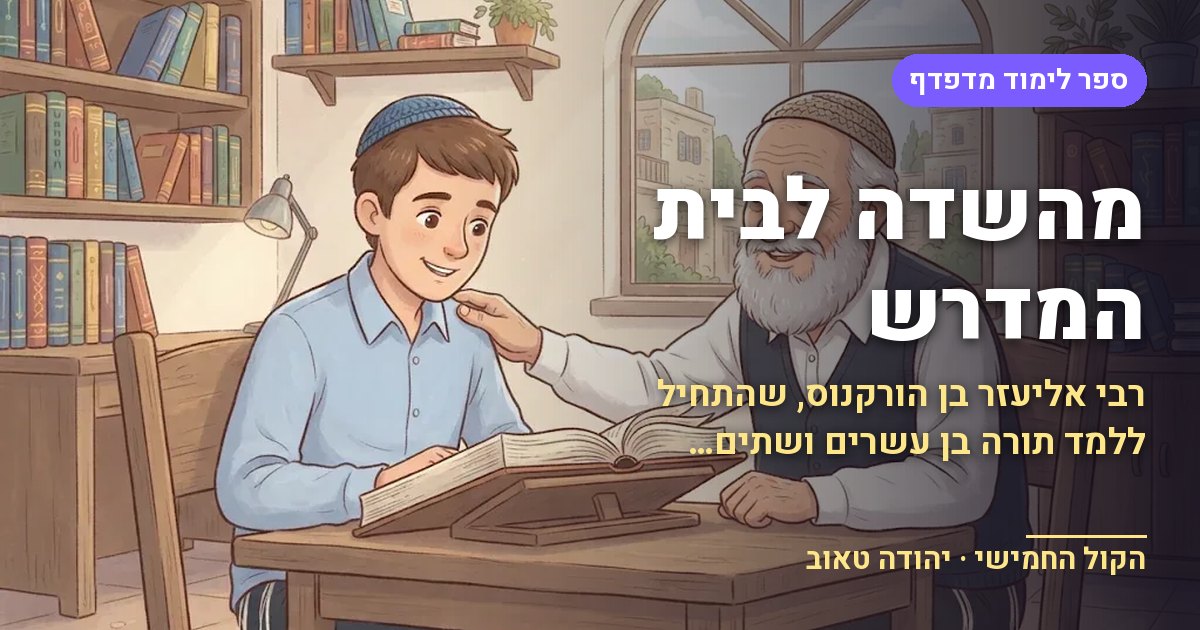 ספר לימוד מדפדף
מהשדה לבית
המדרש
רבי אליעזר בן הורקנוס, שהתחיל
ללמד תורה בן עשרים ושתים...
הקול החמישי · יהודה טאוב